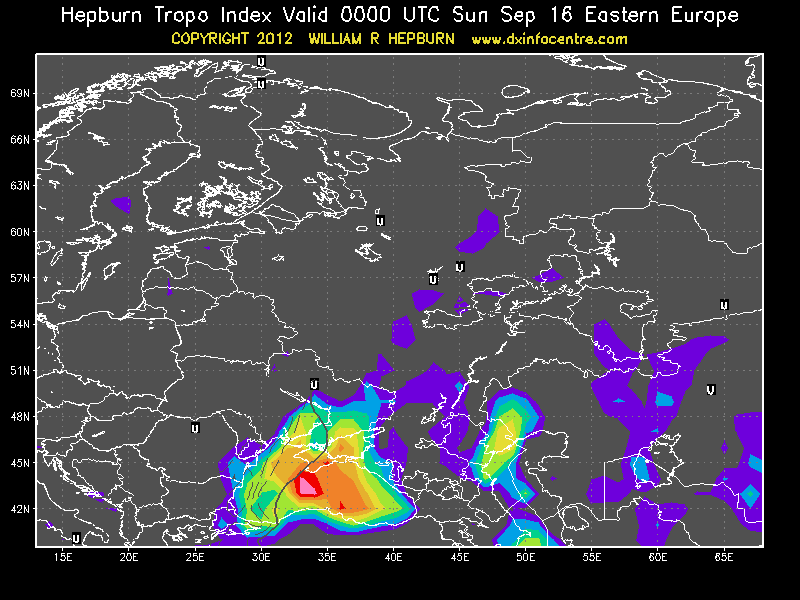 Hepburn Tropo Index Valid 0000 UTC Sun Sep 16 Eastern Europe
COPYRIGHT 2012 WILLIAM R HEPBURN www.dxinfocentre.com
U
U
69N
66N
63N
U
60N
U
U
57N
U
54N
51N
U
U
48N
U
45N
42N
U
15E 20E 25E 30E 35E 40E 45E 50E 55E 60E 65E